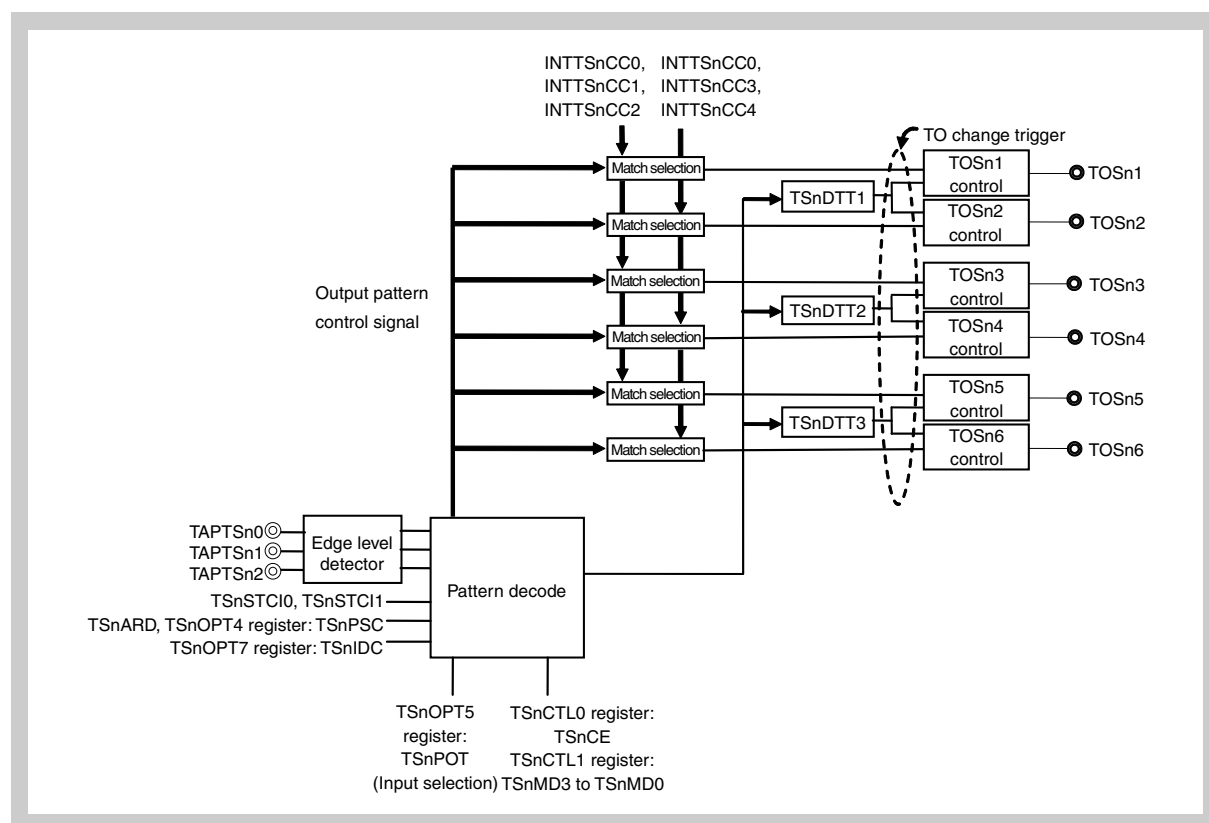 INTTSnCC0,
INTTSnCC1,
INTTSnCC2
INTTSnCC0,
INTTSnCC3,
INTTSnCC4
TO change trigger
Match selection
TSnDTT1
TOSn1
control
TOSn1
Match selection
TOSn2
control
TOSn2
Match selection
TSnDTT2
TOSn3
control
TOSn3
Output pattern
control signal
Match selection
TOSn4
control
TOSn4
Match selection
TSnDTT3
TOSn5
control
TOSn5
Match selection
TOSn6
control
TOSn6
TAPTSn0
TAPTSn1
TAPTSn2
Edge level
detector
Pattern decode
TSnSTCI0, TSnSTCI1
TSnARD, TSnOPT4 register: TSnPSC
TSnOPT7 register: TSnIDC
TSnOPT5
register:
TSnPOT
(Input selection)
TSnCTL0 register:
TSnCE
TSnCTL1 register:
TSnMD3 to TSnMD0